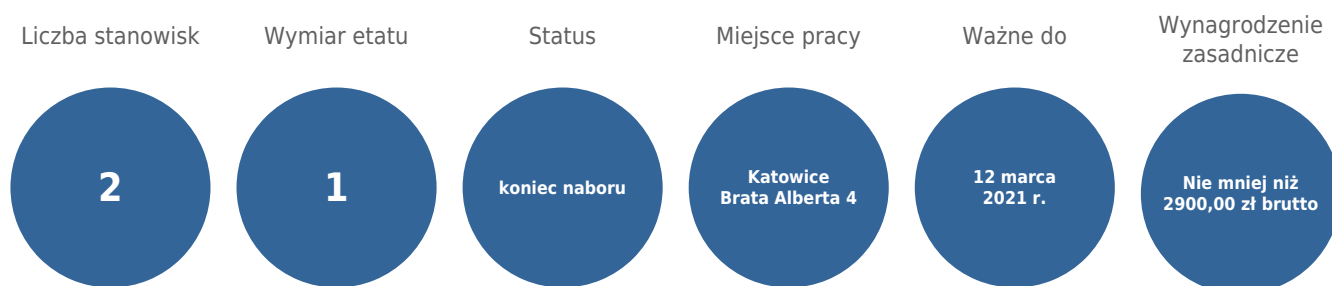 Liczba stanowisk
2
Wymiar etatu
1
Status
koniec naboru
Miejsce pracy
Katowice
Brata Alberta 4
Ważne do
12 marca
2021 r.
Wynagrodzenie
zasadnicze
Nie mniej niż
2900,00 zł brutto